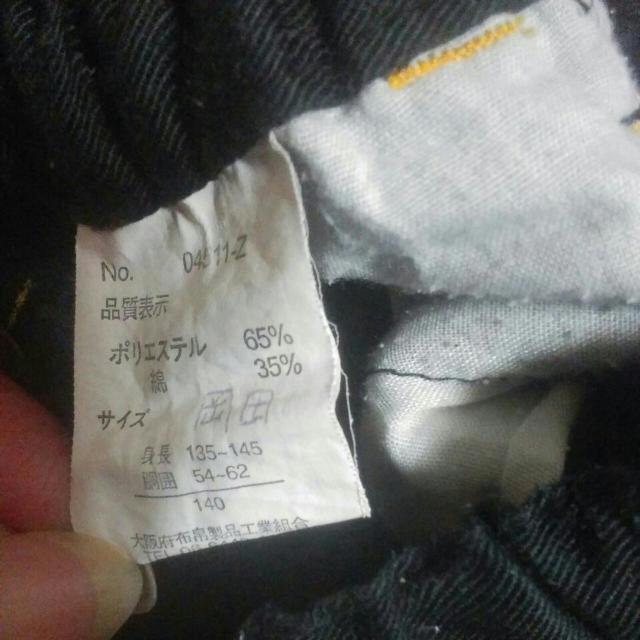 No.
品質表示
ポリエステル 65%
綿 35%
サイズ 岡田
身長 135~145
胴囲 54~62
140
大阪府布帛製品工業組合